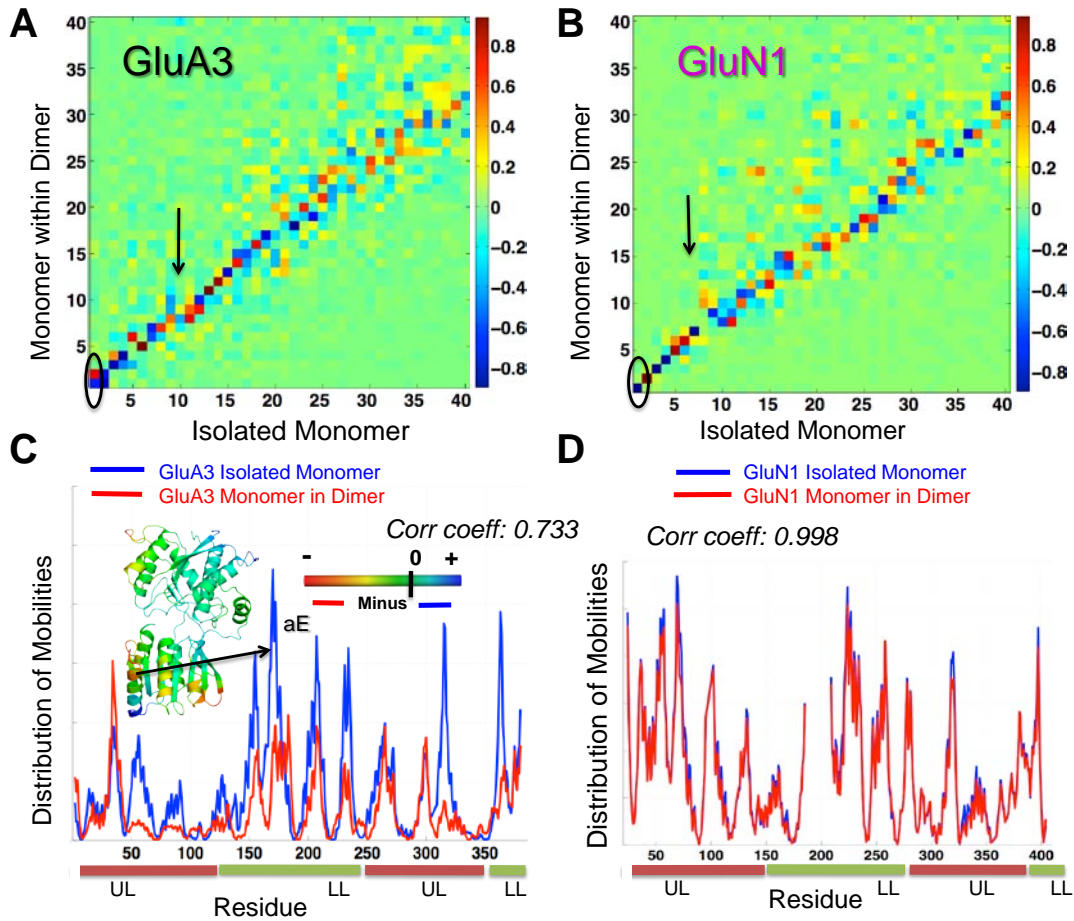 A
GluA3
Monomer within Dimer
40
35
30
25
20
15
10
5
5 10 15 20 25 30 35 40
Isolated Monomer
0.8
0.6
0.4
0.2
0
−0.2
−0.4
−0.6
−0.8
B
GluN1
Monomer within Dimer
40
35
30
25
20
15
10
5
5 10 15 20 25 30 35 40
Isolated Monomer
0.8
0.6
0.4
0.2
0
−0.2
−0.4
−0.6
−0.8
C
GluA3 Isolated Monomer
GluA3 Monomer in Dimer
Corr coeff: 0.733
- 0 +
Minus
aE
Distribution of Mobilities
50 100 150 200 250 300 350
UL LL UL LL
Residue
D
GluN1 Isolated Monomer
GluN1 Monomer in Dimer
Corr coeff: 0.998
Distribution of Mobilities
50 100 150 200 250 300 350 400
UL LL UL LL
Residue